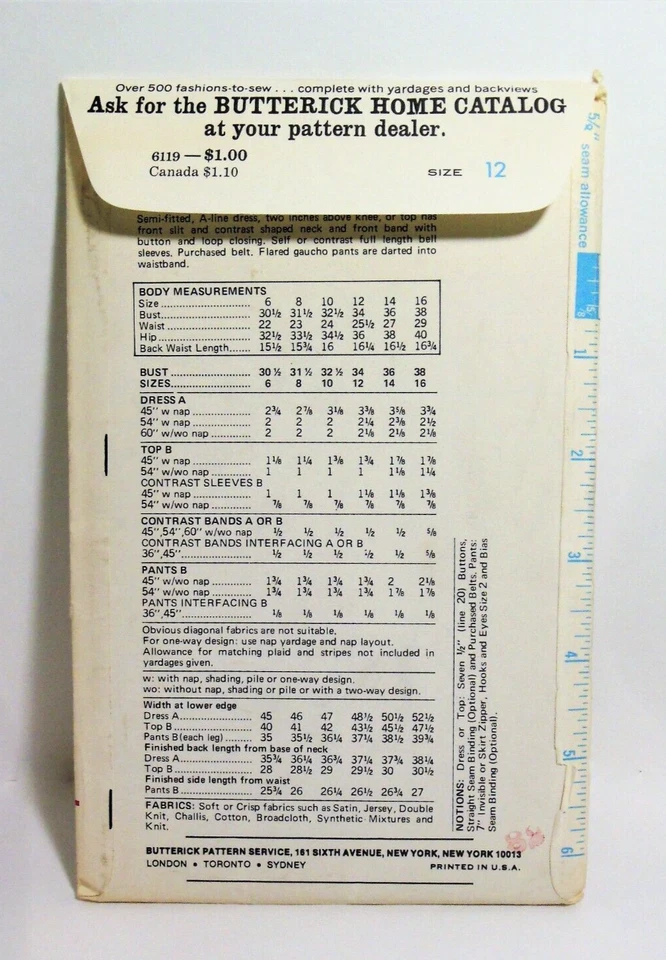 Over 500 fashions-to-sew . . . complete with yardages and backviews
Ask for the BUTTERICK HOME CATALOG
at your pattern dealer.
6119 — $1.00
Canada $1.10
SIZE 12
Semi-fitted, A-line dress, two inches above knee, or top has
front slit and contrast shaped neck and front band with
button and loop closing. Self or contrast full length bell
sleeves. Purchased belt. Flared gaucho pants are darted into
waistband.
BODY MEASUREMENTS
Size 6 8 10 12 14 16
Bust 30½ 31½ 32½ 34 36 38
Waist 22 23 24 25½ 27 29
Hip 32½ 33½ 34½ 36 38 40
Back Waist Length 15½ 15¾ 16 16¼ 16½ 16¾
BUST 30½ 31½ 32½ 34 36 38
SIZES 6 8 10 12 14 16
DRESS A
45" w nap 2¾ 2⅞ 3⅛ 3⅜ 3⅝ 3¾
54" w nap 2 2 2 2¼ 2⅜ 2½
60" w/wo nap 2 2 2 2⅛ 2⅛ 2⅛
TOP B
45" w nap 1⅛ 1¼ 1⅜ 1¾ 1⅞ 1⅞
54" w/wo nap 1 1 1 1 1⅛ 1¼
CONTRAST SLEEVES B
45" w nap 1 1 1 1⅛ 1⅛ 1⅜
54" w/wo nap ⅞ ⅞ ⅞ ⅞ ⅞ ⅞
CONTRAST BANDS A OR B
45",54",60" w/wo nap ½ ½ ½ ½ ½ ⅝
CONTRAST BANDS INTERFACING A OR B
36",45" ½ ½ ½ ½ ½ ⅝
PANTS B
45" w/wo nap 1¾ 1¾ 1¾ 1¾ 2 2⅛
54" w/wo nap 1¾ 1¾ 1¾ 1¾ 1⅞ 1⅞
PANTS INTERFACING B
36",45" ⅛ ⅛ ⅛ ⅛ ⅛ ⅛
Obvious diagonal fabrics are not suitable.
For one-way design: use nap yardage and nap layout.
Allowance for matching plaid and stripes not included in
yardages given.
w: with nap, shading, pile or one-way design.
wo: without nap, shading or pile or with a two-way design.
Width at lower edge
Dress A 45 46 47 48½ 50½ 52½
Top B 40 41 42 43½ 45½ 47½
Pants B (each leg) 35 35½ 36¼ 37¼ 38½ 39¾
Finished back length from base of neck
Dress A 35¾ 36¼ 36¾ 37¼ 37¾ 38¼
Top B 28 28½ 29 29½ 30 30½
Finished side length from waist
Pants B 25¾ 26 26¼ 26½ 26¾ 27
FABRICS: Soft or Crisp fabrics such as Satin, Jersey, Double
Knit, Challis, Cotton, Broadcloth, Synthetic Mixtures and
Knit.
BUTTERICK PATTERN SERVICE, 161 SIXTH AVENUE, NEW YORK, NEW YORK 10013
LONDON • TORONTO • SYDNEY
PRINTED IN U.S.A.
NOTIONS: Dress or Top: Seven ½" (line 20) Buttons,
Straight Seam Binding (Optional) and Purchased Belts. Pants:
7" Invisible or Skirt Zipper, Hooks and Eyes Size 2 and Bias
Seam Binding (Optional).
5/8" seam allowance
5/8
1
2
3
4
5
6